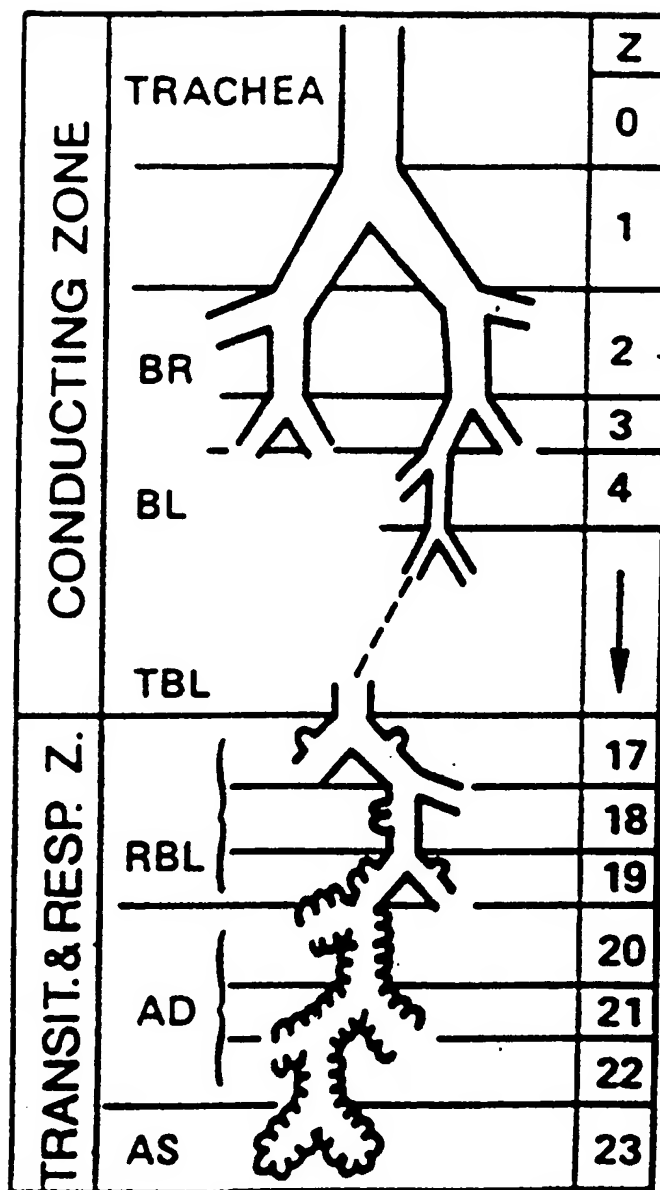 CONDUCTING ZONE
TRANSIT.& RESP. Z.
Z
TRACHEA
0
1
BR
2
3
BL
4
TBL
17
18
RBL
19
20
AD
21
22
AS
23